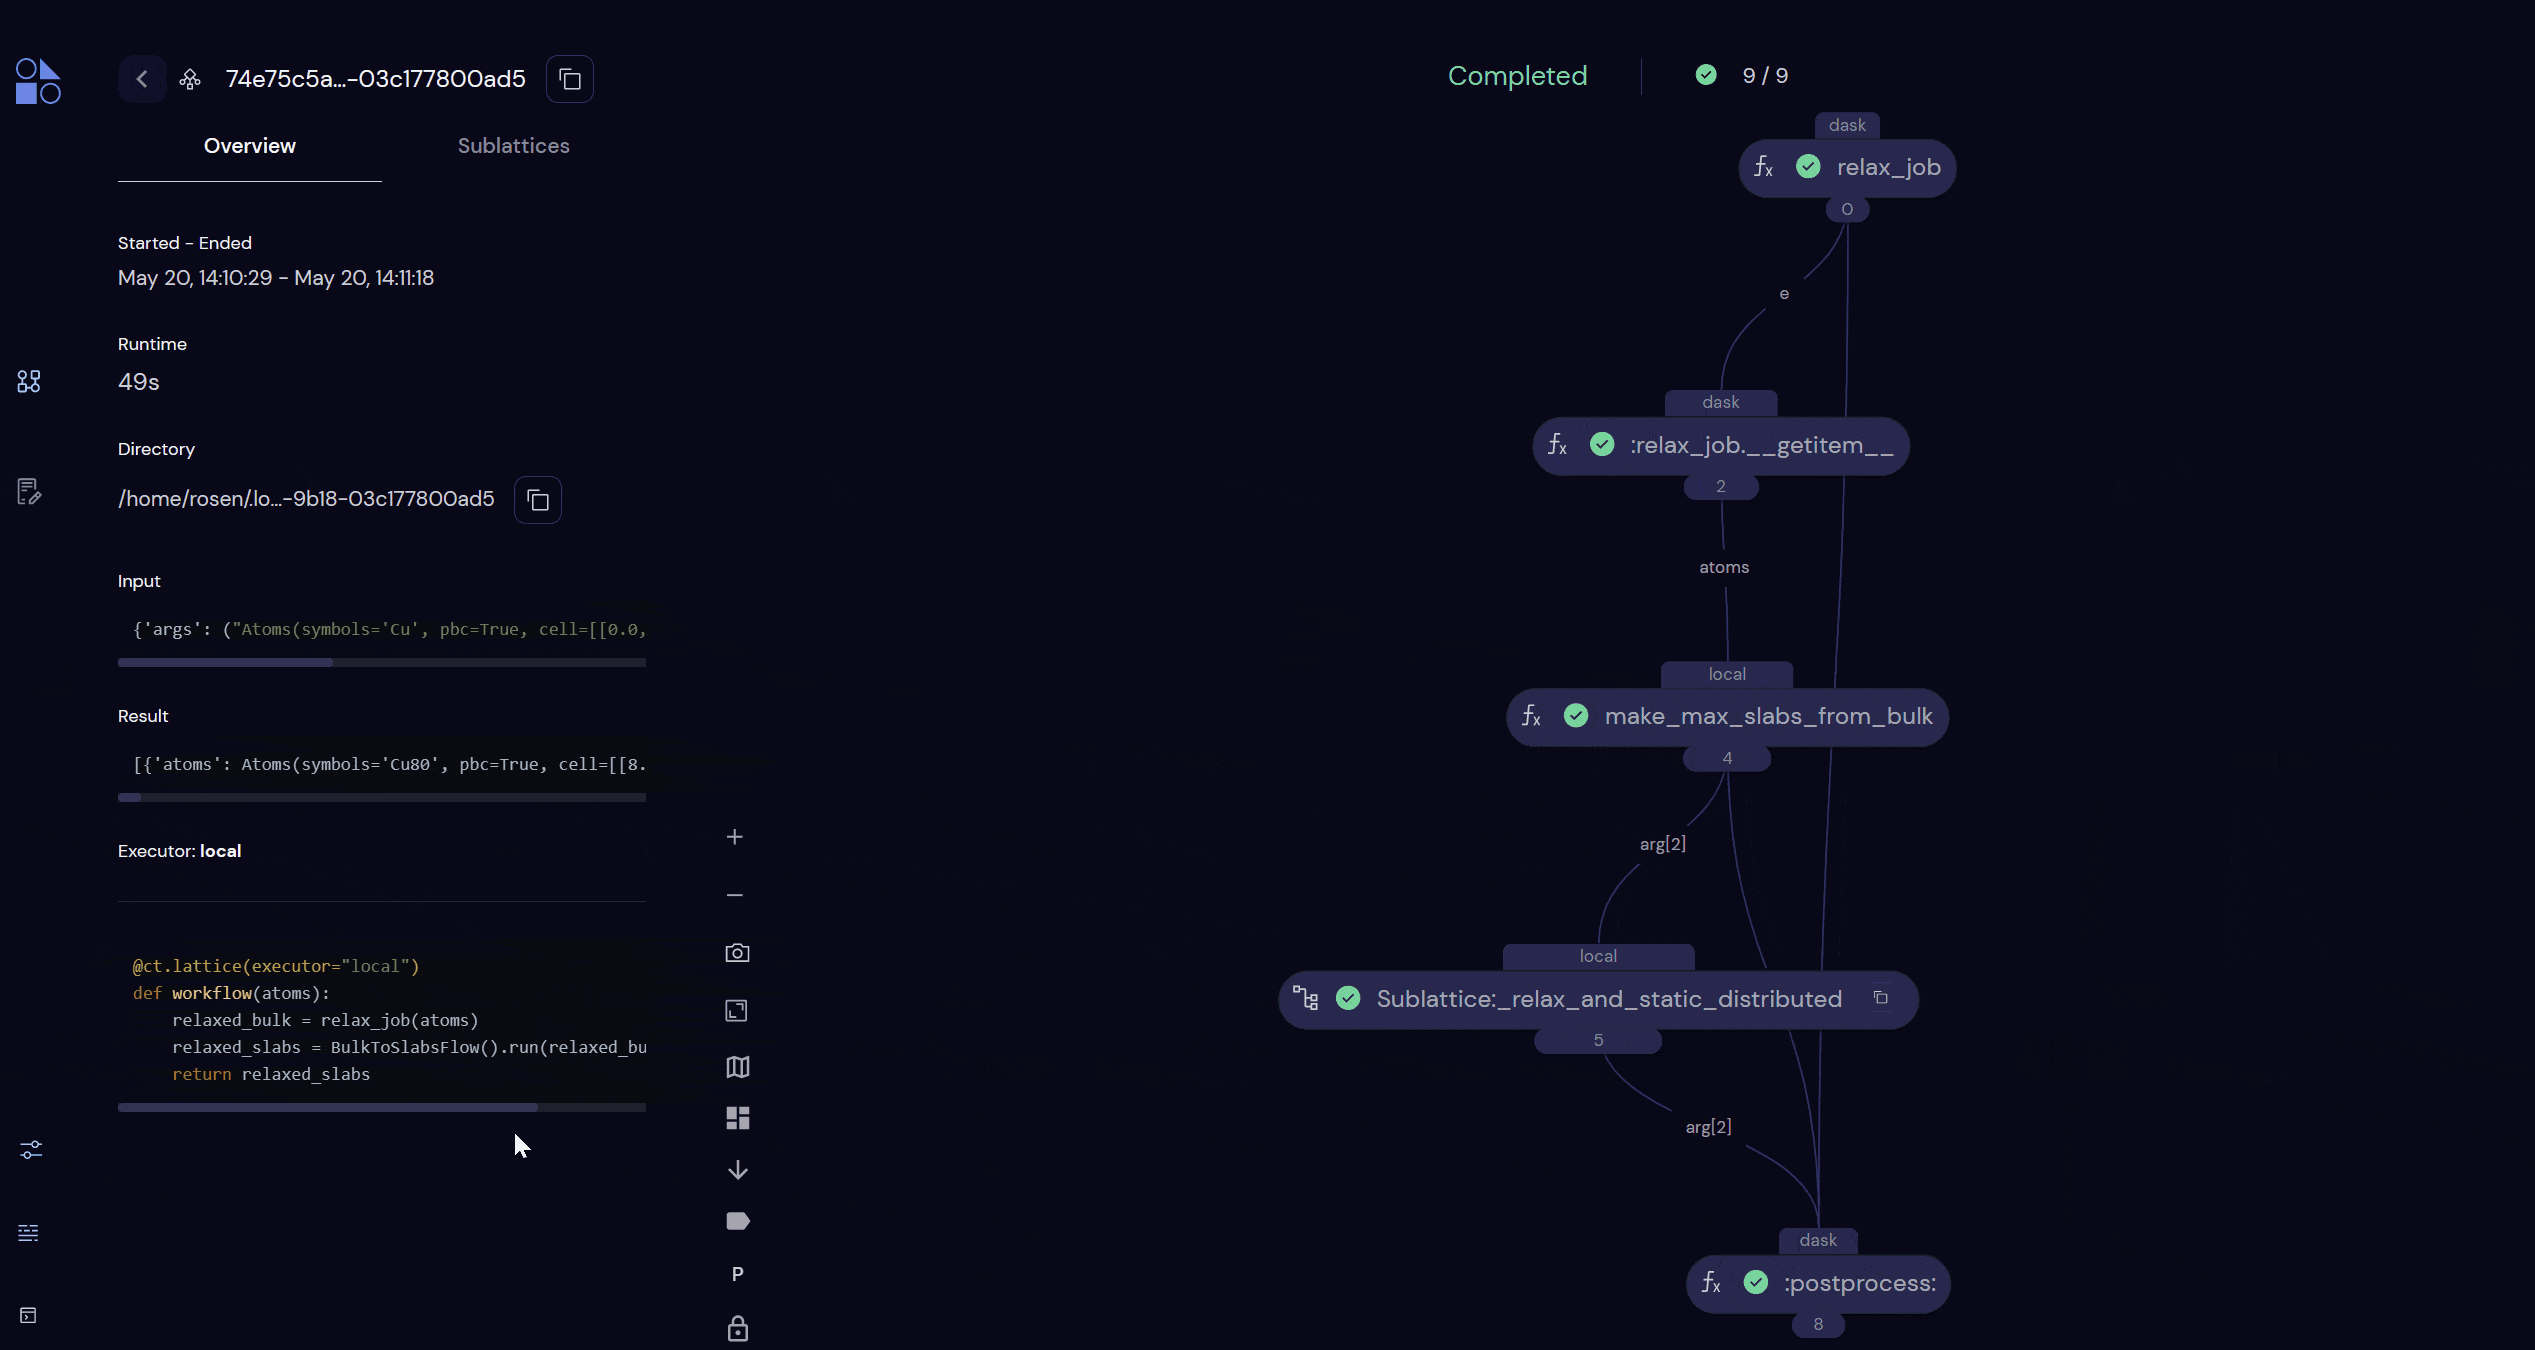 74e75c5a...-03c177800ad5
Overview
Sublattices
Started - Ended
May 20, 14:10:29 - May 20, 14:11:18
Runtime
49s
Directory
/home/rosen/.lo...-9b18-03c177800ad5
Input
{'args': ("Atoms(symbols='Cu', pbc=True, cell=[[0.0,
Result
[{'atoms': Atoms(symbols='Cu80', pbc=True, cell=[[8.
Executor: local
@ct.lattice(executor="local")
def workflow(atoms):
    relaxed_bulk = relax_job(atoms)
    relaxed_slabs = BulkToSlabsFlow().run(relaxed_bu
    return relaxed_slabs
P
Completed
9 / 9
dask
relax_job
0
e
dask
:relax_job.__getitem__
2
atoms
local
make_max_slabs_from_bulk
4
arg[2]
local
Sublattice:_relax_and_static_distributed
5
arg[2]
dask
:postprocess:
8